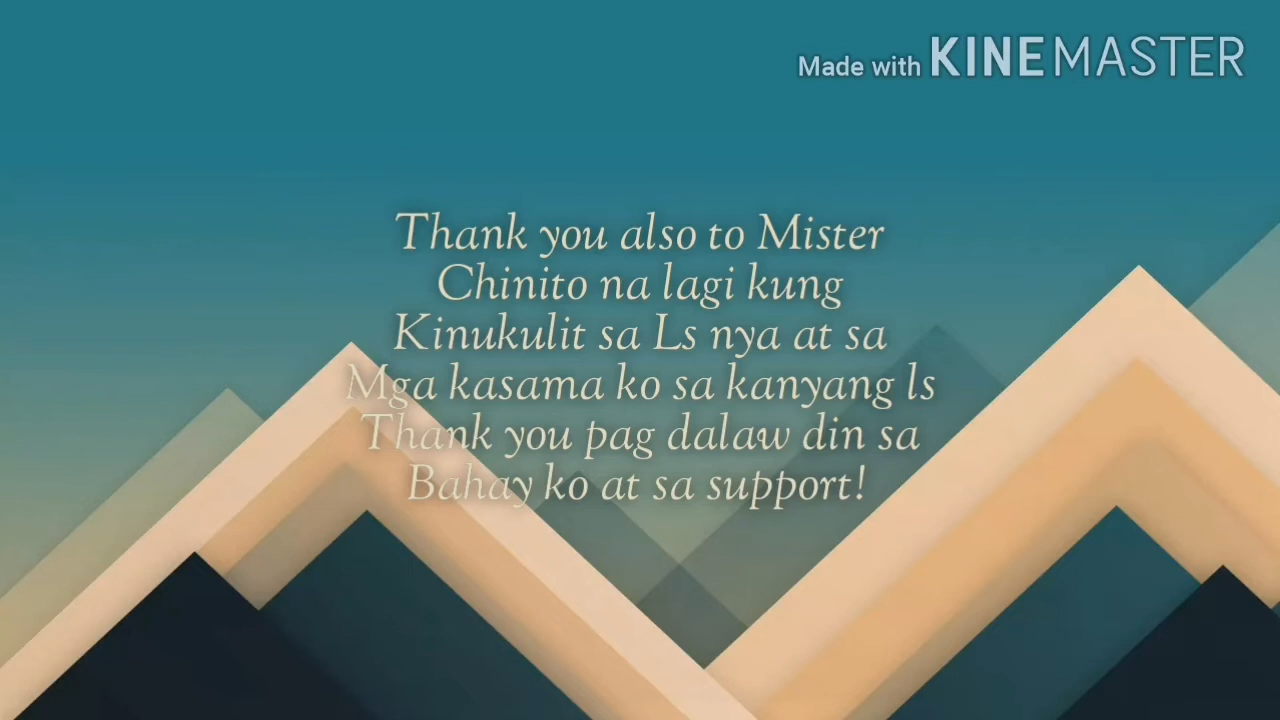 Made with KINEMASTER
Thank you also to Mister
Chinito na lagi kung
Kinukulit sa Ls nya at sa
Mga kasama ko sa kanyang ls
Thank you pag dalaw din sa
Bahay ko at sa support!